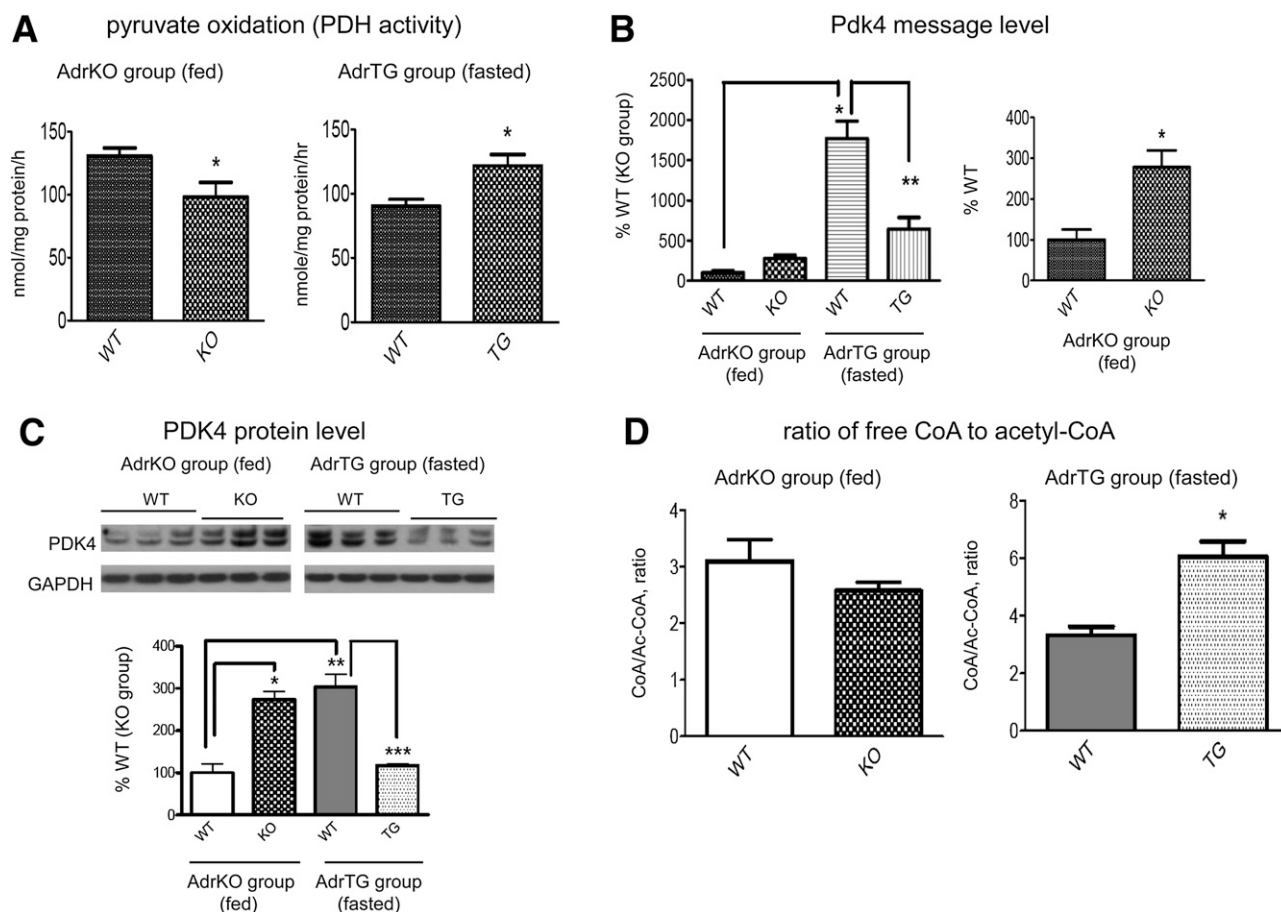 A
pyruvate oxidation (PDH activity)
AdrKO group (fed)
nmol/mg protein/h
150
100
50
0
WT
KO
*
AdrTG group (fasted)
nmole/mg protein/hr
150
100
50
0
WT
TG
*
B
Pdk4 message level
% WT (KO group)
2500
2000
1500
1000
500
0
*
**
WT
KO
WT
TG
AdrKO group
(fed)
AdrTG group
(fasted)
% WT
400
300
200
100
0
*
WT
KO
AdrKO group
(fed)
C
PDK4 protein level
AdrKO group (fed)
AdrTG group (fasted)
WT
KO
WT
TG
PDK4
GAPDH
% WT (KO group)
400
300
200
100
0
*
**
***
WT
KO
WT
TG
AdrKO group
(fed)
AdrTG group
(fasted)
D
ratio of free CoA to acetyl-CoA
AdrKO group (fed)
CoA/Ac-CoA, ratio
4
3
2
1
0
WT
KO
AdrTG group (fasted)
CoA/Ac-CoA, ratio
8
6
4
2
0
*
WT
TG